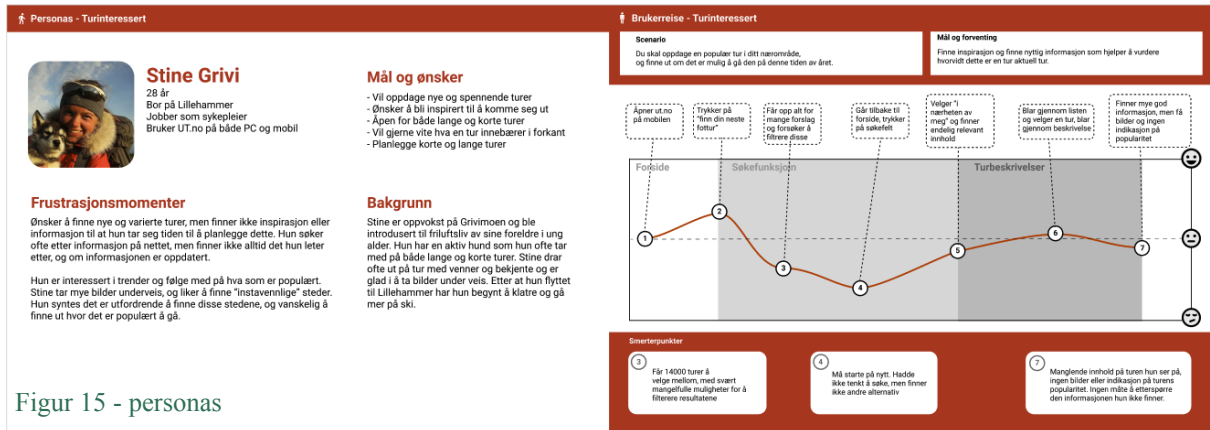 Personas - Turinteressert
Stine Grivi
28 år
Bor på Lillehammer
Jobber som sykepleier
Bruker UT.no på både PC og mobil
Mål og ønsker
- Vil oppdage nye og spennende turer
- Ønsker å bli inspirert til å komme seg ut
- Åpen for både lange og korte turer
- Vil gjerne vite hva en tur innebærer i forkant
- Planlegge korte og lange turer
Frustrasjonsmomenter
Ønsker å finne nye og varierte turer, men finner ikke inspirasjon eller
informasjon til at hun tar seg tiden til å planlegge dette. Hun søker
ofte etter informasjon på nettet, men finner ikke alltid det hun leter
etter, og om informasjonen er oppdatert.
Hun er interessert i trender og følge med på hva som er populært.
Stine tar mye bilder underveis, og liker å finne "instavennlige" steder.
Hun syntes det er utfordrende å finne disse stedene, og vanskelig å
finne ut hvor det er populært å gå.
Bakgrunn
Stine er oppvokst på Grivimoen og ble
introdusert til friluftsliv av sine foreldre i ung
alder. Hun har en aktiv hund som hun ofte tar
med på både lange og korte turer. Stine drar
ofte ut på tur med venner og bekjente og er
glad i å ta bilder under veis. Etter at hun flyttet
til Lillehammer har hun begynt å klatre og gå
mer på ski.
Figur 15 - personas
Brukerreise - Turinteressert
Scenario
Du skal oppdage en populær tur i ditt nærområde,
og finne ut om det er mulig å gå den på denne tiden av året.
Mål og forventing
Finne inspirasjon og finne nyttig informasjon som hjelper å vurdere
hvorvidt dette er en tur aktuell tur.
Åpner ut.no
på mobilen
Trykker på
"finn din neste
fottur"
Får opp alt for
mange forslag
og forsøker å
filtrere disse
Går tilbake til
forside, trykker
på søkefelt
Velger "i
nærheten av
meg" og finner
endelig relevant
innhold
Blar gjennom listen
og velger en tur, blar
gjennom beskrivelse
Finner mye god
informasjon, men få
bilder og ingen
indikasjon på
popularitet
Forside
Søkefunksjon
Turbeskrivelser
1
2
3
4
5
6
7
Smerterpunkter
3
Får 14000 turer å
velge mellom, med svært
mangelfulle muligheter for å
filterere resultatene
4
Må starte på nytt. Hadde
ikke tenkt å søke, men finner
ikke andre alternativ
7
Manglende innhold på turen hun ser på,
ingen bilder eller indikasjon på turens
popularitet. Ingen måte å etterspørre
den informasjonen hun ikke finner.